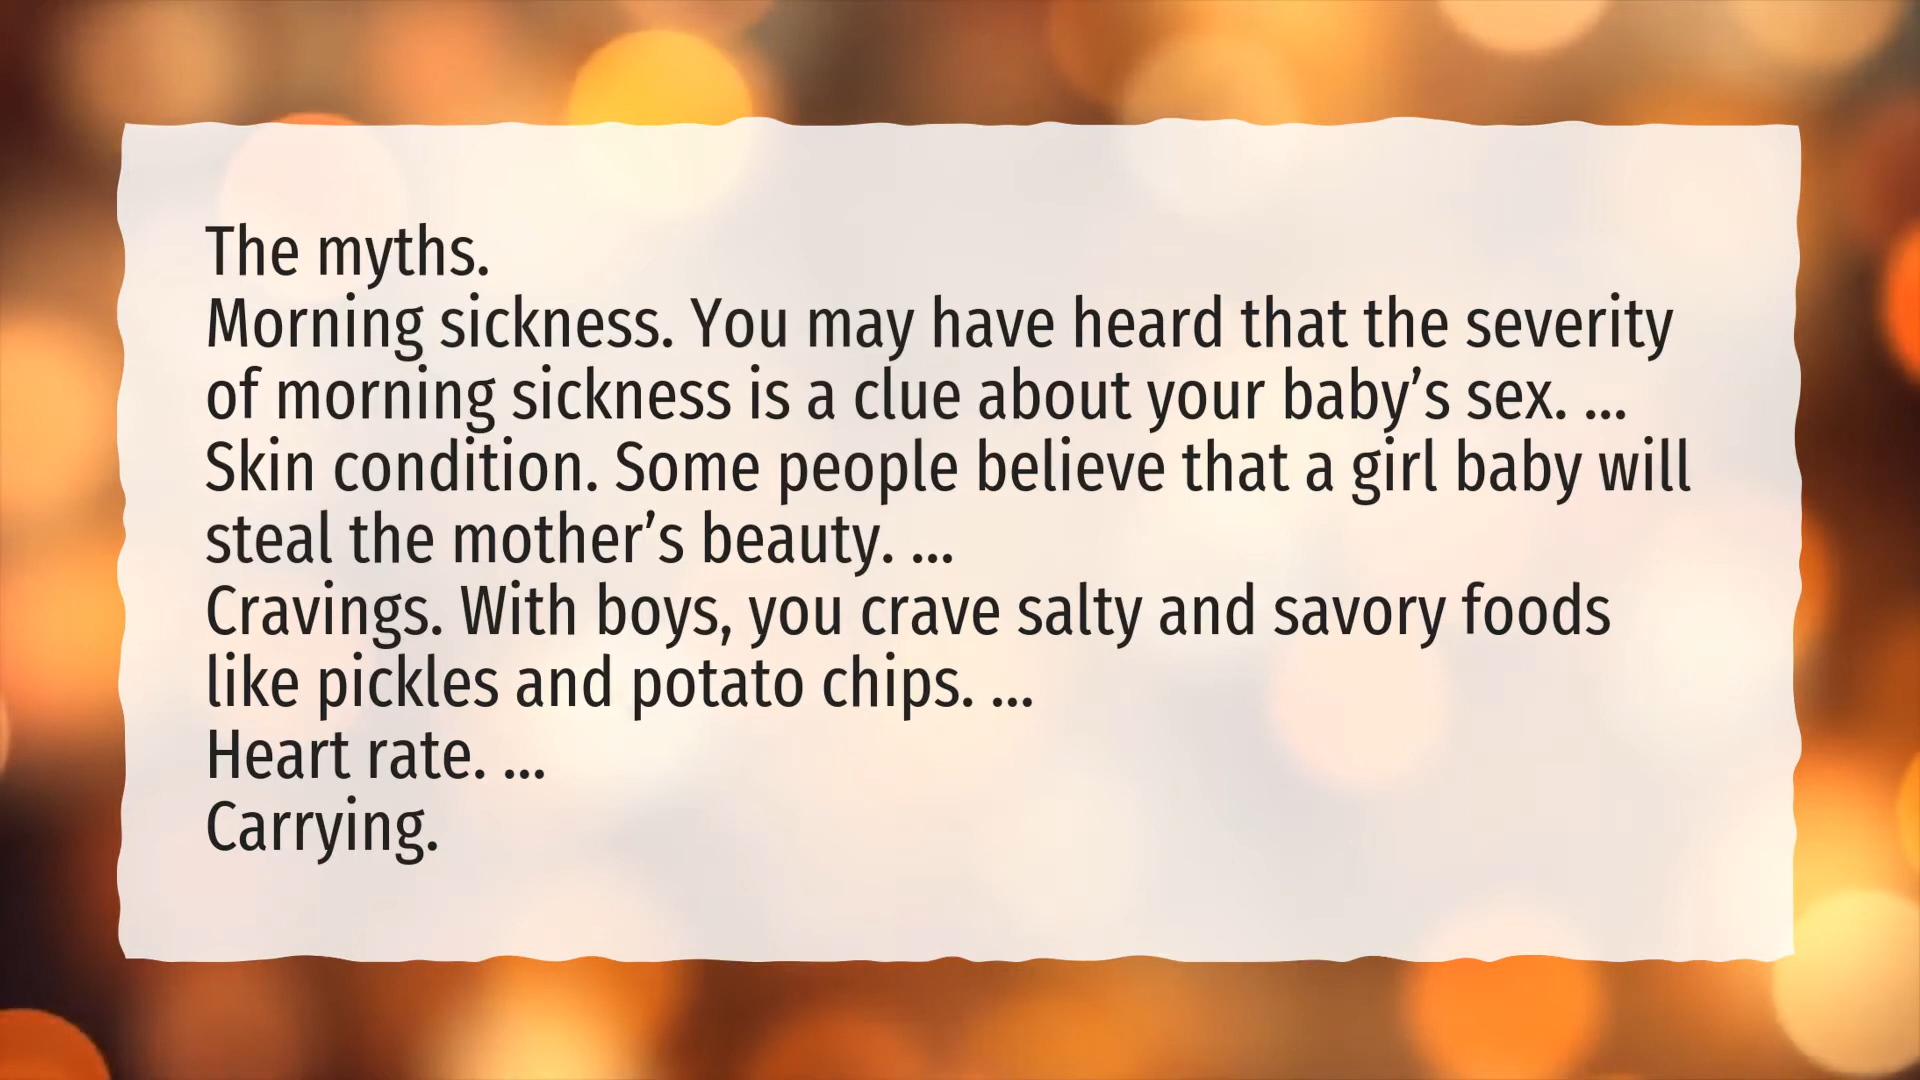 The myths.
Morning sickness. You may have heard that the severity
of morning sickness is a clue about your baby’s sex. ...
Skin condition. Some people believe that a girl baby will
steal the mother’s beauty. ...
Cravings. With boys, you crave salty and savory foods
like pickles and potato chips. ...
Heart rate. ...
Carrying.